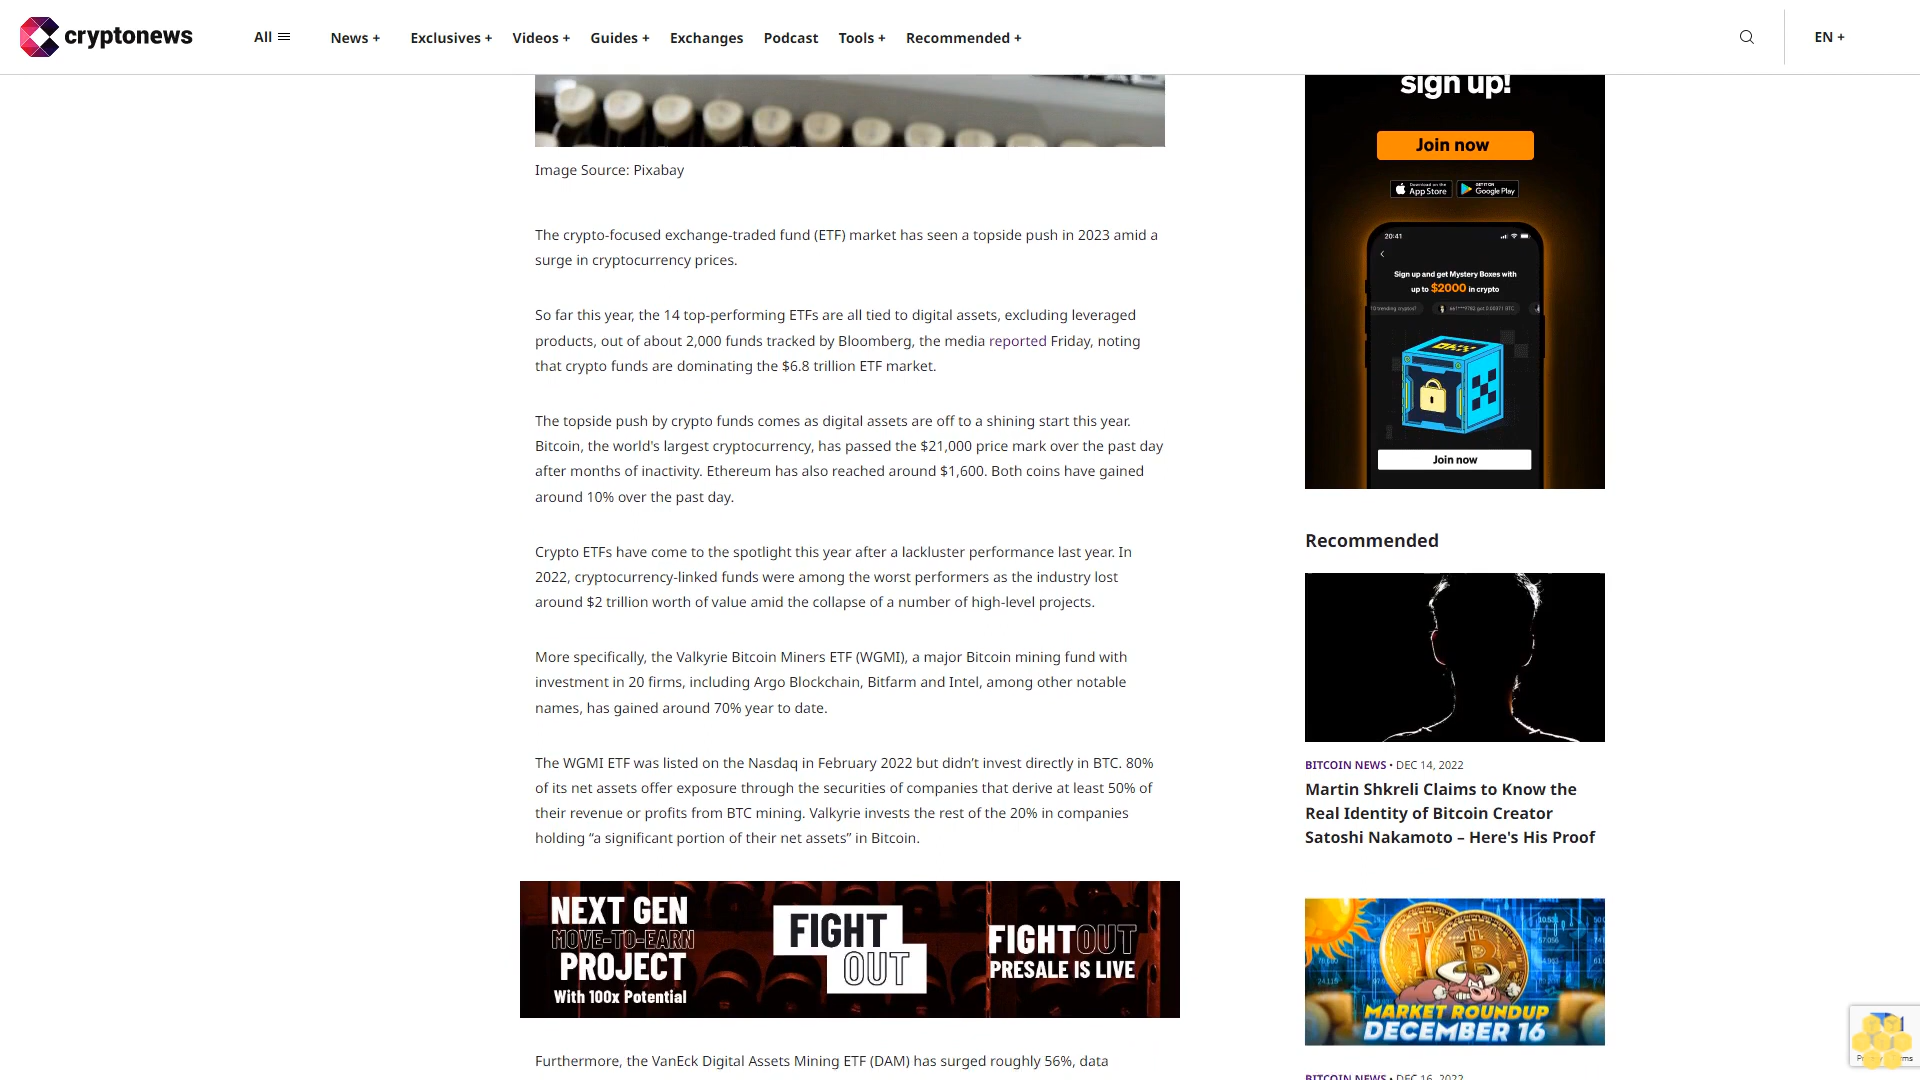 cryptonews
All
News +
Exclusives +
Videos +
Guides +
Exchanges
Podcast
Tools +
Recommended +
EN +
Image Source: Pixabay
The crypto-focused exchange-traded fund (ETF) market has seen a topside push in 2023 amid a
surge in cryptocurrency prices.
So far this year, the 14 top-performing ETFs are all tied to digital assets, excluding leveraged
products, out of about 2,000 funds tracked by Bloomberg, the media reported Friday, noting
that crypto funds are dominating the $6.8 trillion ETF market.
The topside push by crypto funds comes as digital assets are off to a shining start this year.
Bitcoin, the world's largest cryptocurrency, has passed the $21,000 price mark over the past day
after months of inactivity. Ethereum has also reached around $1,600. Both coins have gained
around 10% over the past day.
Crypto ETFs have come to the spotlight this year after a lackluster performance last year. In
2022, cryptocurrency-linked funds were among the worst performers as the industry lost
around $2 trillion worth of value amid the collapse of a number of high-level projects.
More specifically, the Valkyrie Bitcoin Miners ETF (WGMI), a major Bitcoin mining fund with
investment in 20 firms, including Argo Blockchain, Bitfarm and Intel, among other notable
names, has gained around 70% year to date.
The WGMI ETF was listed on the Nasdaq in February 2022 but didn’t invest directly in BTC. 80%
of its net assets offer exposure through the securities of companies that derive at least 50% of
their revenue or profits from BTC mining. Valkyrie invests the rest of the 20% in companies
holding “a significant portion of their net assets” in Bitcoin.
NEXT GEN
MOVE-TO-EARN
PROJECT
With 100x Potential
FIGHT
OUT
FIGHTOUT
PRESALE IS LIVE
Furthermore, the VanEck Digital Assets Mining ETF (DAM) has surged roughly 56%, data
sign up!
Join now
Download on the
App Store
GET IT ON
Google Play
20:41
Sign up and get Mystery Boxes with
up to $2000 in crypto
Join now
Recommended
BITCOIN NEWS • DEC 14, 2022
Martin Shkreli Claims to Know the
Real Identity of Bitcoin Creator
Satoshi Nakamoto – Here's His Proof
MARKET ROUNDUP
DECEMBER 16
BITCOIN NEWS • DEC 16, 2022